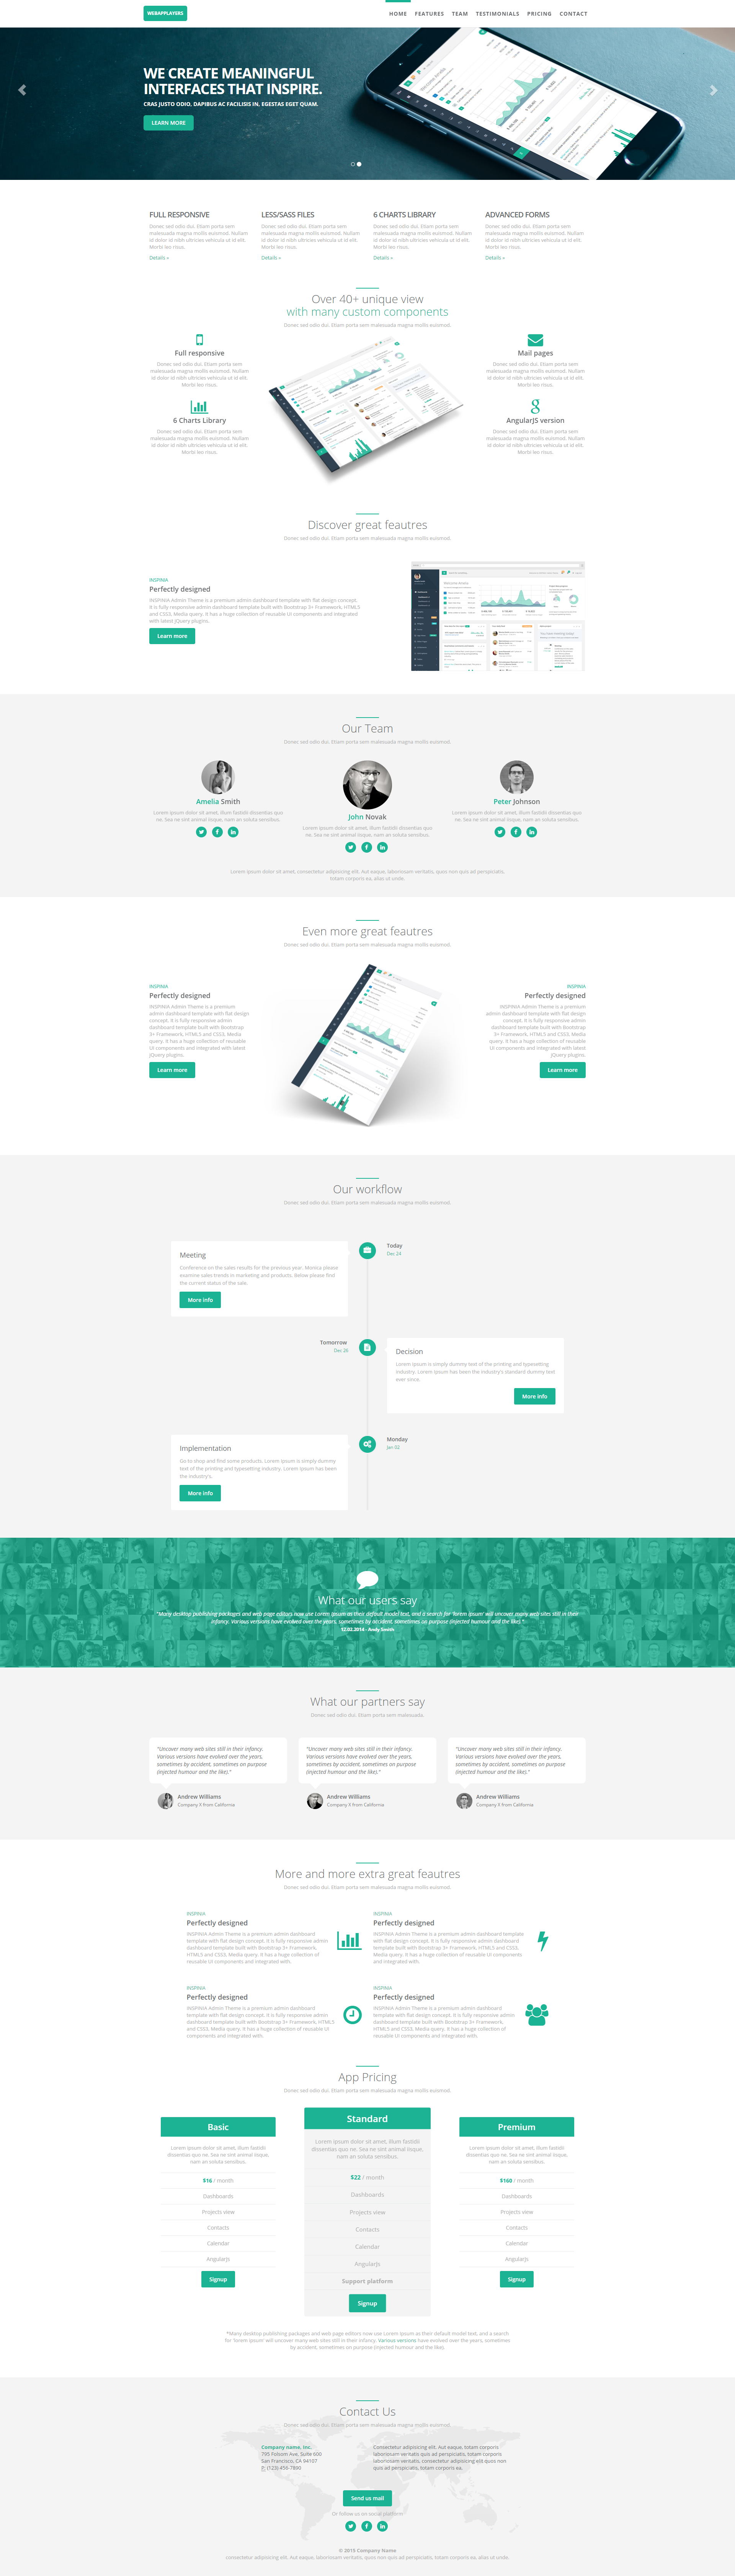 WEBAPPLAYERS
HOME FEATURES TEAM TESTIMONIALS PRICING CONTACT
WE CREATE MEANINGFUL
INTERFACES THAT INSPIRE.
CRAS JUSTO ODIO, DAPIBUS AC FACILISIS IN, EGESTAS EGET QUAM.
LEARN MORE
FULL RESPONSIVE
Donec sed odio dui. Etiam porta sem
malesuada magna mollis euismod. Nullam
id dolor id nibh ultricies vehicula ut id elit.
Morbi leo risus.
Details »
LESS/SASS FILES
Donec sed odio dui. Etiam porta sem
malesuada magna mollis euismod. Nullam
id dolor id nibh ultricies vehicula ut id elit.
Morbi leo risus.
Details »
6 CHARTS LIBRARY
Donec sed odio dui. Etiam porta sem
malesuada magna mollis euismod. Nullam
id dolor id nibh ultricies vehicula ut id elit.
Morbi leo risus.
Details »
ADVANCED FORMS
Donec sed odio dui. Etiam porta sem
malesuada magna mollis euismod. Nullam
id dolor id nibh ultricies vehicula ut id elit.
Morbi leo risus.
Details »
Over 40+ unique view
with many custom components
Donec sed odio dui. Etiam porta sem malesuada magna mollis euismod.
Full responsive
Donec sed odio dui. Etiam porta sem
malesuada magna mollis euismod. Nullam
id dolor id nibh ultricies vehicula ut id elit.
Morbi leo risus.
6 Charts Library
Donec sed odio dui. Etiam porta sem
malesuada magna mollis euismod. Nullam
id dolor id nibh ultricies vehicula ut id elit.
Morbi leo risus.
Mail pages
Donec sed odio dui. Etiam porta sem
malesuada magna mollis euismod. Nullam
id dolor id nibh ultricies vehicula ut id elit.
Morbi leo risus.
AngularJS version
Donec sed odio dui. Etiam porta sem
malesuada magna mollis euismod. Nullam
id dolor id nibh ultricies vehicula ut id elit.
Morbi leo risus.
Discover great feautres
Donec sed odio dui. Etiam porta sem malesuada magna mollis euismod.
INSPINIA
Perfectly designed
INSPINIA Admin Theme is a premium admin dashboard template with flat design concept.
It is fully responsive admin dashboard template built with Bootstrap 3+ Framework, HTML5
and CSS3, Media query. It has a huge collection of reusable UI components and integrated
with latest jQuery plugins.
Learn more
Our Team
Donec sed odio dui. Etiam porta sem malesuada magna mollis euismod.
Amelia Smith
Lorem ipsum dolor sit amet, illum fastidii dissentias quo
ne. Sea ne sint animal iisque, nam an soluta sensibus.
John Novak
Lorem ipsum dolor sit amet, illum fastidii dissentias quo
ne. Sea ne sint animal iisque, nam an soluta sensibus.
Peter Johnson
Lorem ipsum dolor sit amet, illum fastidii dissentias quo
ne. Sea ne sint animal iisque, nam an soluta sensibus.
Lorem ipsum dolor sit amet, consectetur adipisicing elit. Aut eaque, laboriosam veritatis, quos non quis ad perspiciatis,
totam corporis ea, alias ut unde.
Even more great feautres
Donec sed odio dui. Etiam porta sem malesuada magna mollis euismod.
INSPINIA
Perfectly designed
INSPINIA Admin Theme is a premium
admin dashboard template with flat design
concept. It is fully responsive admin
dashboard template built with Bootstrap
3+ Framework, HTML5 and CSS3, Media
query. It has a huge collection of reusable
UI components and integrated with latest
jQuery plugins.
Learn more
INSPINIA
Perfectly designed
INSPINIA Admin Theme is a premium
admin dashboard template with flat design
concept. It is fully responsive admin
dashboard template built with Bootstrap
3+ Framework, HTML5 and CSS3, Media
query. It has a huge collection of reusable
UI components and integrated with latest
jQuery plugins.
Learn more
Our workflow
Donec sed odio dui. Etiam porta sem malesuada magna mollis euismod.
Meeting
Conference on the sales results for the previous year. Monica please
examine sales trends in marketing and products. Below please find
the current status of the sale.
More info
Today
Dec 24
Tomorrow
Dec 26
Decision
Lorem Ipsum is simply dummy text of the printing and typesetting
industry. Lorem Ipsum has been the industry's standard dummy text
ever since.
More info
Implementation
Go to shop and find some products. Lorem Ipsum is simply dummy
text of the printing and typesetting industry. Lorem Ipsum has been
the industry's.
More info
Monday
Jan 02
What our users say
"Many desktop publishing packages and web page editors now use Lorem Ipsum as their default model text, and a search for 'lorem ipsum' will uncover many web sites still in their
infancy. Various versions have evolved over the years, sometimes by accident, sometimes on purpose (injected humour and the like)."
12.02.2014 - Andy Smith
What our partners say
Donec sed odio dui. Etiam porta sem malesuada.
"Uncover many web sites still in their infancy.
Various versions have evolved over the years,
sometimes by accident, sometimes on purpose
(injected humour and the like)."
Andrew Williams
Company X from California
"Uncover many web sites still in their infancy.
Various versions have evolved over the years,
sometimes by accident, sometimes on purpose
(injected humour and the like)."
Andrew Williams
Company X from California
"Uncover many web sites still in their infancy.
Various versions have evolved over the years,
sometimes by accident, sometimes on purpose
(injected humour and the like)."
Andrew Williams
Company X from California
More and more extra great feautres
Donec sed odio dui. Etiam porta sem malesuada magna mollis euismod.
INSPINIA
Perfectly designed
INSPINIA Admin Theme is a premium admin dashboard
template with flat design concept. It is fully responsive admin
dashboard template built with Bootstrap 3+ Framework,
HTML5 and CSS3, Media query. It has a huge collection of
reusable UI components and integrated with.
INSPINIA
Perfectly designed
INSPINIA Admin Theme is a premium admin dashboard template
with flat design concept. It is fully responsive admin dashboard
template built with Bootstrap 3+ Framework, HTML5 and CSS3,
Media query. It has a huge collection of reusable UI components
and integrated with.
INSPINIA
Perfectly designed
INSPINIA Admin Theme is a premium admin dashboard
template with flat design concept. It is fully responsive admin
dashboard template built with Bootstrap 3+ Framework, HTML5
and CSS3, Media query. It has a huge collection of reusable UI
components and integrated with.
INSPINIA
Perfectly designed
INSPINIA Admin Theme is a premium admin dashboard
template with flat design concept. It is fully responsive admin
dashboard template built with Bootstrap 3+ Framework,
HTML5 and CSS3, Media query. It has a huge collection of
reusable UI components and integrated with.
App Pricing
Donec sed odio dui. Etiam porta sem malesuada magna mollis euismod.
Basic
Lorem ipsum dolor sit amet, illum fastidii
dissentias quo ne. Sea ne sint animal iisque,
nam an soluta sensibus.
$16 / month
Dashboards
Projects view
Contacts
Calendar
AngularJs
Signup
Standard
Lorem ipsum dolor sit amet, illum fastidii
dissentias quo ne. Sea ne sint animal iisque,
nam an soluta sensibus.
$22 / month
Dashboards
Projects view
Contacts
Calendar
AngularJs
Support platform
Signup
Premium
Lorem ipsum dolor sit amet, illum fastidii
dissentias quo ne. Sea ne sint animal iisque,
nam an soluta sensibus.
$160 / month
Dashboards
Projects view
Contacts
Calendar
AngularJs
Signup
*Many desktop publishing packages and web page editors now use Lorem Ipsum as their default model text, and a search
for 'lorem ipsum' will uncover many web sites still in their infancy. Various versions have evolved over the years, sometimes
by accident, sometimes on purpose (injected humour and the like).
Contact Us
Donec sed odio dui. Etiam porta sem malesuada magna mollis euismod.
Company name, Inc.
795 Folsom Ave, Suite 600
San Francisco, CA 94107
P: (123) 456-7890
Consectetur adipisicing elit. Aut eaque, totam corporis
laboriosam veritatis quis ad perspiciatis, totam corporis
laboriosam veritatis, consectetur adipisicing elit quos non
quis ad perspiciatis, totam corporis ea,
Send us mail
Or follow us on social platform
© 2015 Company Name
consectetur adipisicing elit. Aut eaque, laboriosam veritatis, quos non quis ad perspiciatis, totam corporis ea, alias ut unde.